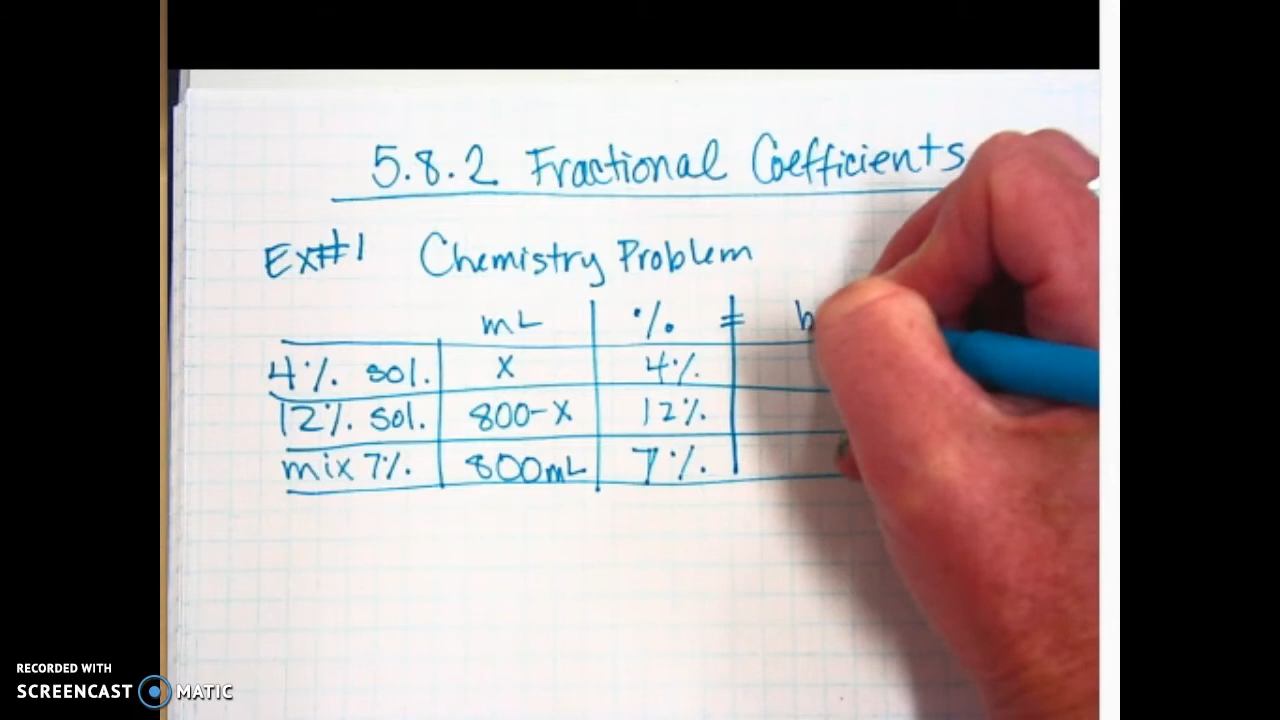 5.8.2 Fractional Coefficients
Ex#1 Chemistry Problem
mL % =
4% sol. x 4%
12% sol. 800-x 12%
mix 7% 800mL 7%
RECORDED WITH
SCREENCAST MATIC